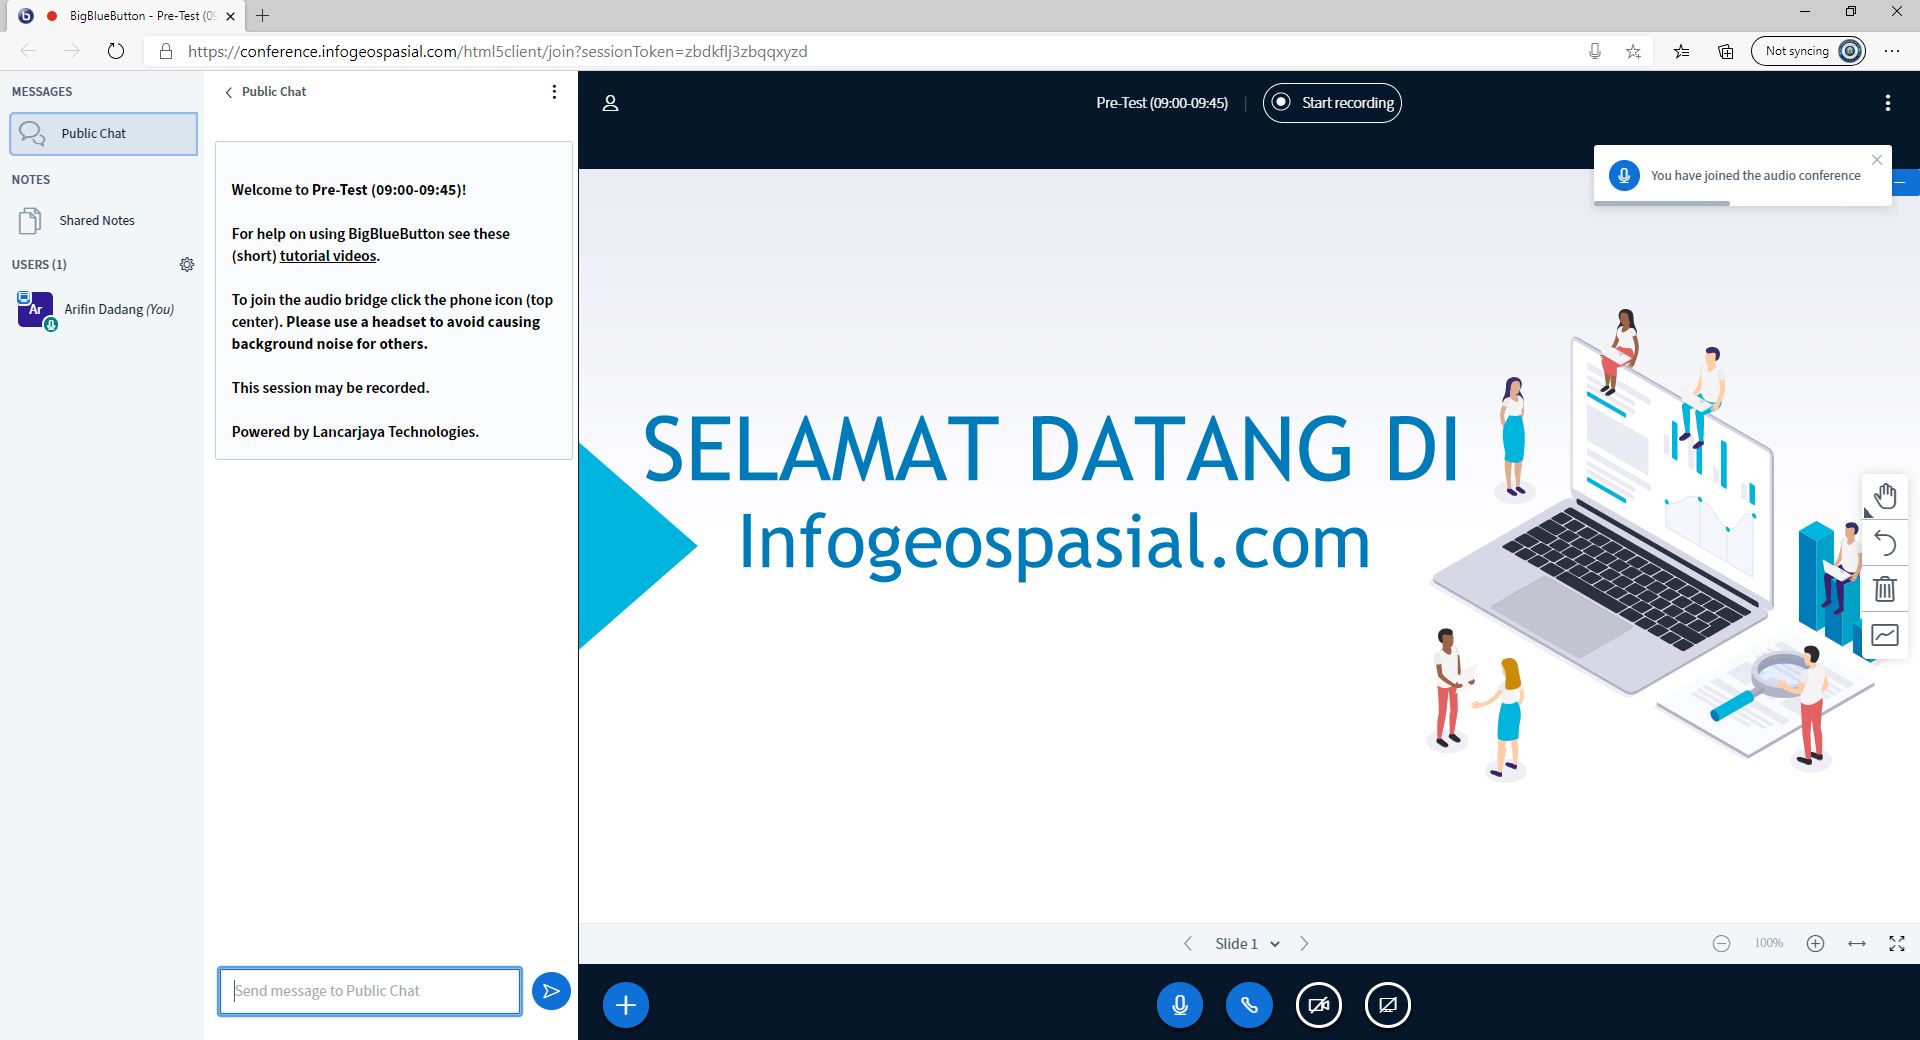 BigBlueButton - Pre-Test (09
https://conference.infogeospasial.com/html5client/join?sessionToken=zbdkflj3zbqqxyzd
Not syncing
MESSAGES
Public Chat
NOTES
Shared Notes
USERS (1)
Ar
Arifin Dadang (You)
Public Chat
Welcome to Pre-Test (09:00-09:45)!
For help on using BigBlueButton see these
(short) tutorial videos.
To join the audio bridge click the phone icon (top
center). Please use a headset to avoid causing
background noise for others.
This session may be recorded.
Powered by Lancarjaya Technologies.
Send message to Public Chat
Pre-Test (09:00-09:45)
Start recording
You have joined the audio conference
SELAMAT DATANG DI
Infogeospasial.com
Slide 1
100%